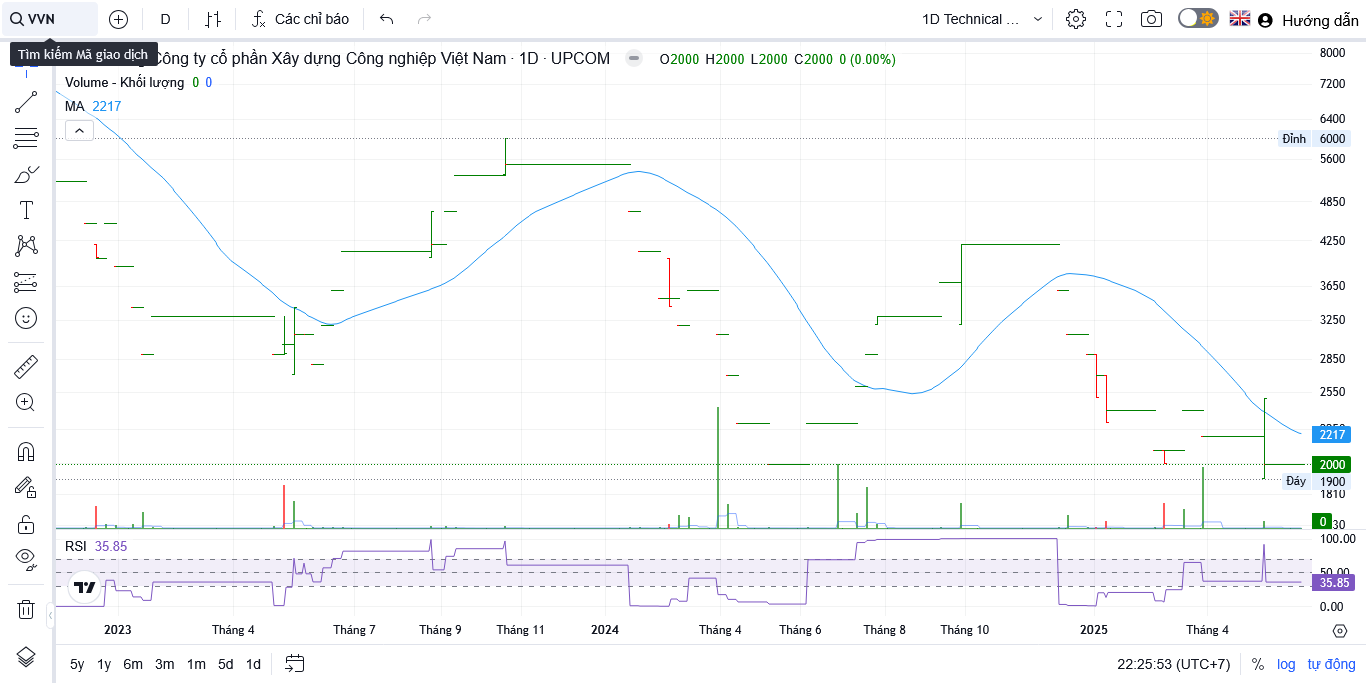 VVN D Các chỉ báo 1D Technical ... Hướng dẫn
Tìm kiếm Mã giao dịch
Công ty cổ phần Xây dựng Công nghiệp Việt Nam · 1D · UPCOM O2000 H2000 L2000 C2000 0 (0.00%)
Volume - Khối lượng 0 0
MA 2217
8000
7200
6400
Đỉnh 6000
5600
4850
4250
3650
3250
2850
2550
2217
2000
Đáy 1900
1810
0 30
RSI 35.85
100.00
50.00
35.85
0.00
2023 Tháng 4 Tháng 7 Tháng 9 Tháng 11 2024 Tháng 4 Tháng 6 Tháng 8 Tháng 10 2025 Tháng 4
5y 1y 6m 3m 1m 5d 1d 22:25:53 (UTC+7) % log tự động